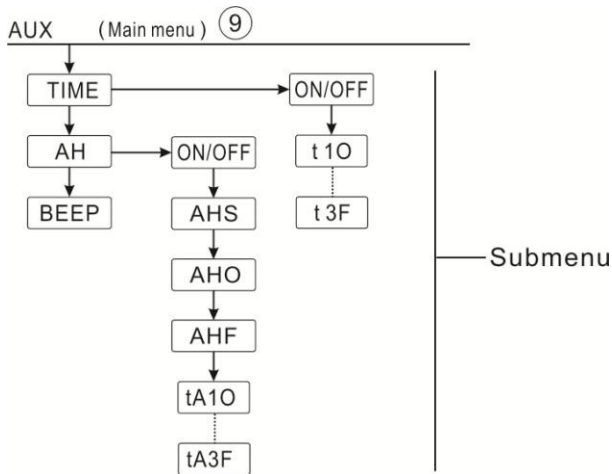 AUX (Main menu) ⑨
TIME ON/OFF
AH ON/OFF t 1O
BEEP AHS t 3F
Submenu
AHO
AHF
tA1O
tA3F